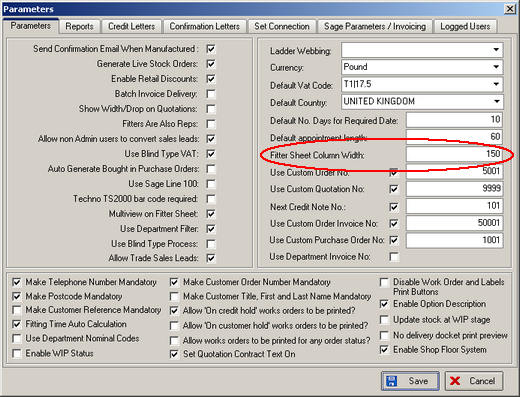 Parameters
Parameters Reports Credit Letters Confirmation Letters Set Connection Sage Parameters / Invoicing Logged Users
Send Confirmation Email When Manufactured :
Generate Live Stock Orders:
Enable Retail Discounts:
Batch Invoice Delivery:
Show Width/Drop on Quotations:
Fitters Are Also Reps:
Allow non Admin users to convert sales leads:
Use Blind Type VAT:
Auto Generate Bought in Purchase Orders:
Use Sage Line 100:
Techno TS2000 bar code required:
Multiview on Fitter Sheet:
Use Department Filter:
Use Blind Type Process:
Allow Trade Sales Leads:
Ladder Webbing:
Currency: Pound
Default Vat Code: T1|17.5
Default Country: UNITED KINGDOM
Default No. Days for Required Date: 10
Default appointment length: 60
Fitter Sheet Column Width: 150
Use Custom Order No. 5001
Use Custom Quotation No: 9999
Next Credit Note No.: 101
Use Custom Order Invoice No: 50001
Use Custom Purchase Order No: 1001
Use Department Invoice No:
Make Telephone Number Mandatory
Make Postcode Mandatory
Make Customer Reference Mandatory
Fitting Time Auto Calculation
Use Department Nominal Codes
Enable WIP Status
Make Customer Order Number Mandatory
Make Customer Title, First and Last Name Mandatory
Allow 'On credit hold' works orders to be printed?
Allow 'On customer hold' works orders to be printed?
Allow works orders to be printed for any order status?
Set Quotation Contract Text On
Disable Work Order and Labels
Print Buttons
Enable Option Description
Update stock at WIP stage
No delivery docket print preview
Enable Shop Floor System
Save Cancel